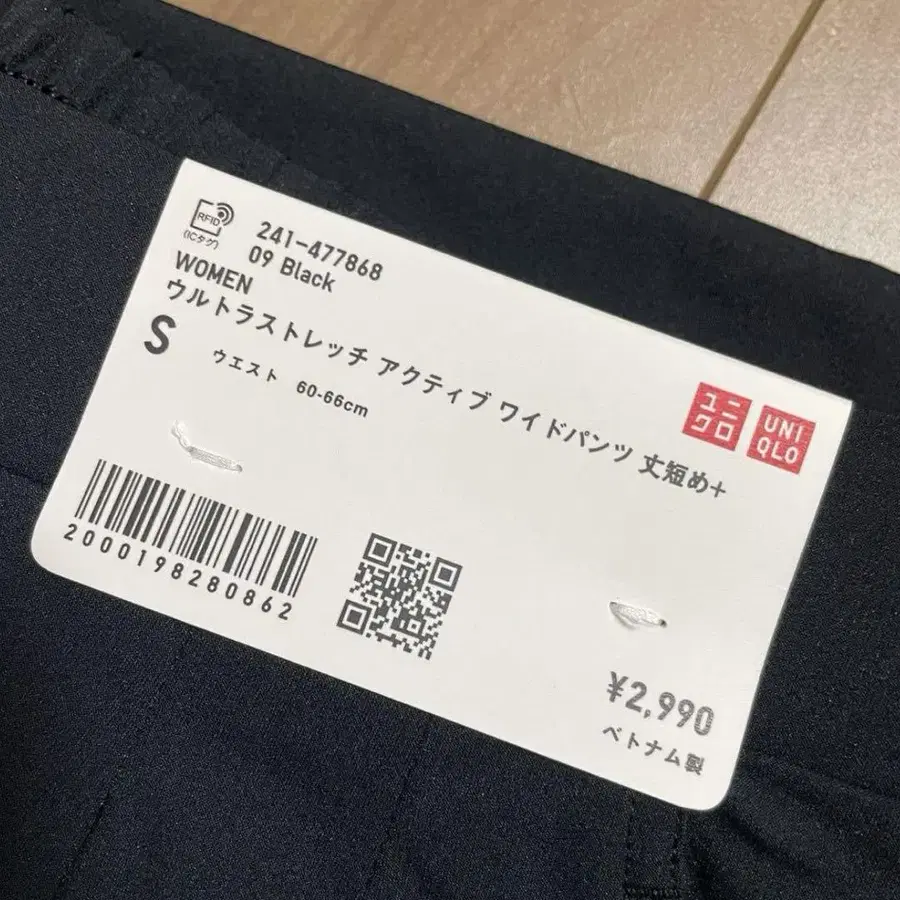 RFID
(ICタグ)
241-477868
09 Black
WOMEN
ウルトラストレッチ アクティブ ワイドパンツ 丈短め+
S
ウエスト 60-66cm
ユニクロ
UNIQLO
2000198280862
¥2,990
ベトナム製